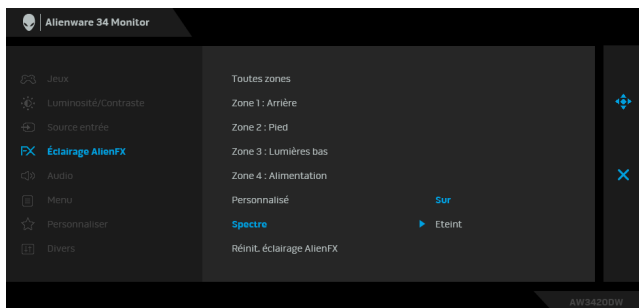 Alienware 34 Monitor
Jeux
Luminosité/Contraste
Source entrée
Éclairage AlienFX
Audio
Menu
Personnaliser
Divers
Toutes zones
Zone 1 : Arrière
Zone 2 : Pied
Zone 3 : Lumières bas
Zone 4 : Alimentation
Personnalisé Sur
Spectre Eteint
Réinit. éclairage AlienFX
AW3420DW